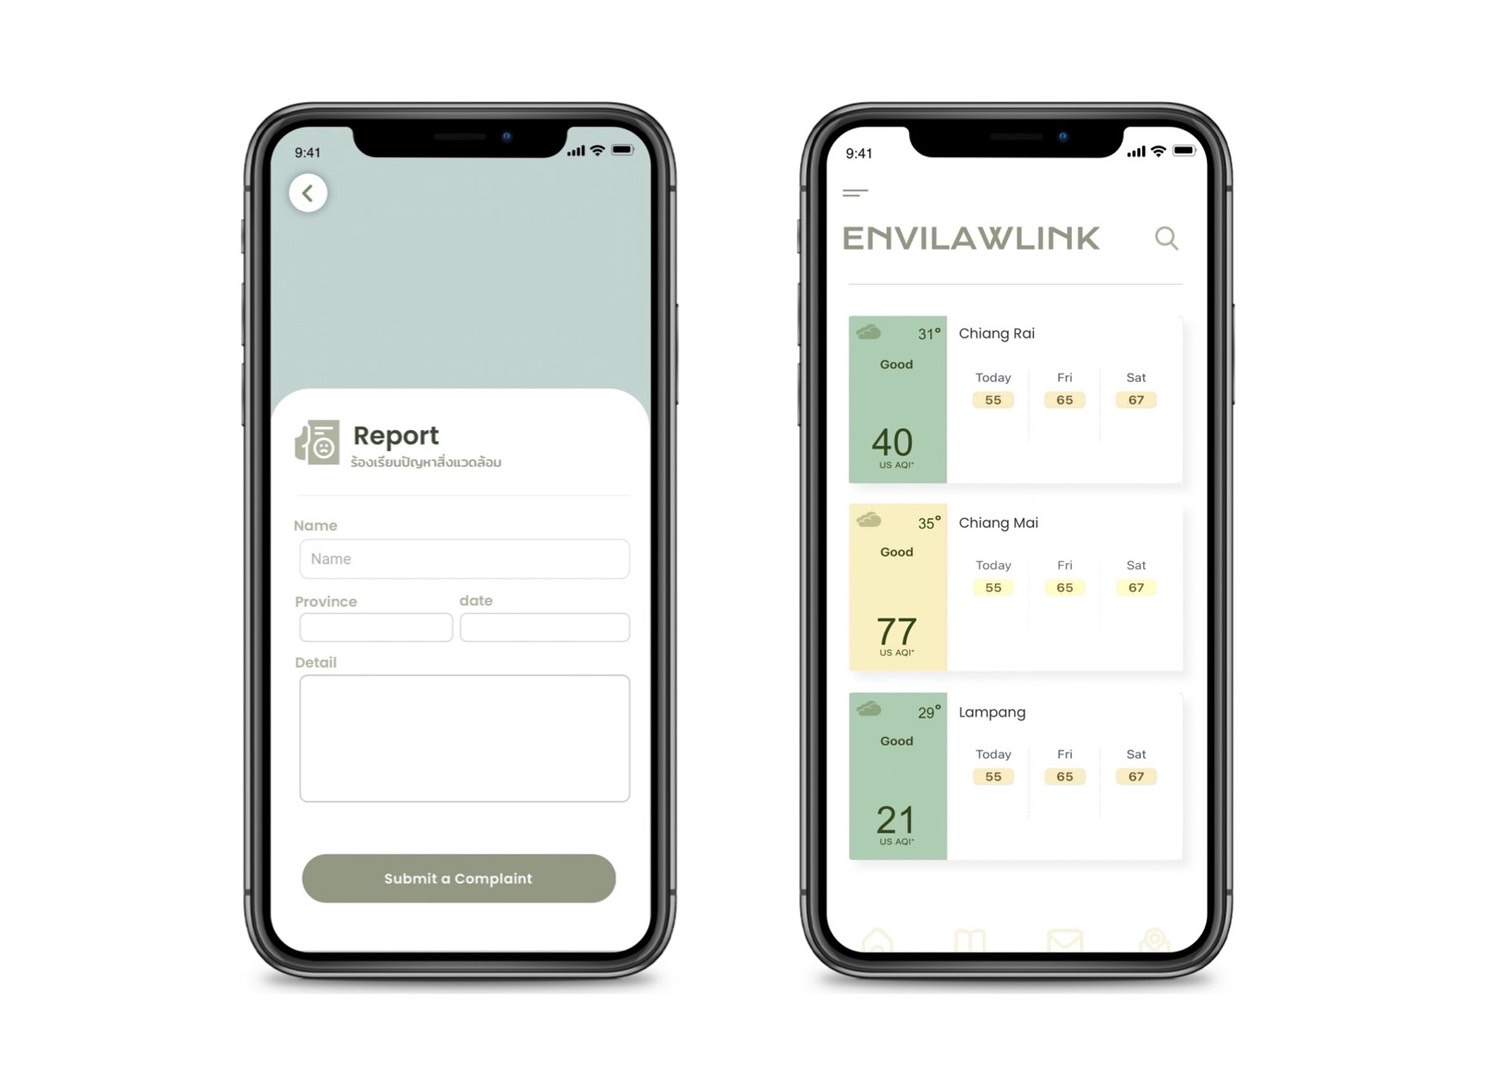 9:41
Report
ร้องเรียนปัญหาสิ่งแวดล้อม
Name
Name
Province date
Detail
Submit a Complaint
9:41
ENVILAWLINK
31° Chiang Rai
Good
Today Fri Sat
55 65 67
40
US AQI*
35° Chiang Mai
Good
Today Fri Sat
55 65 67
77
US AQI*
29° Lampang
Good
Today Fri Sat
55 65 67
21
US AQI*